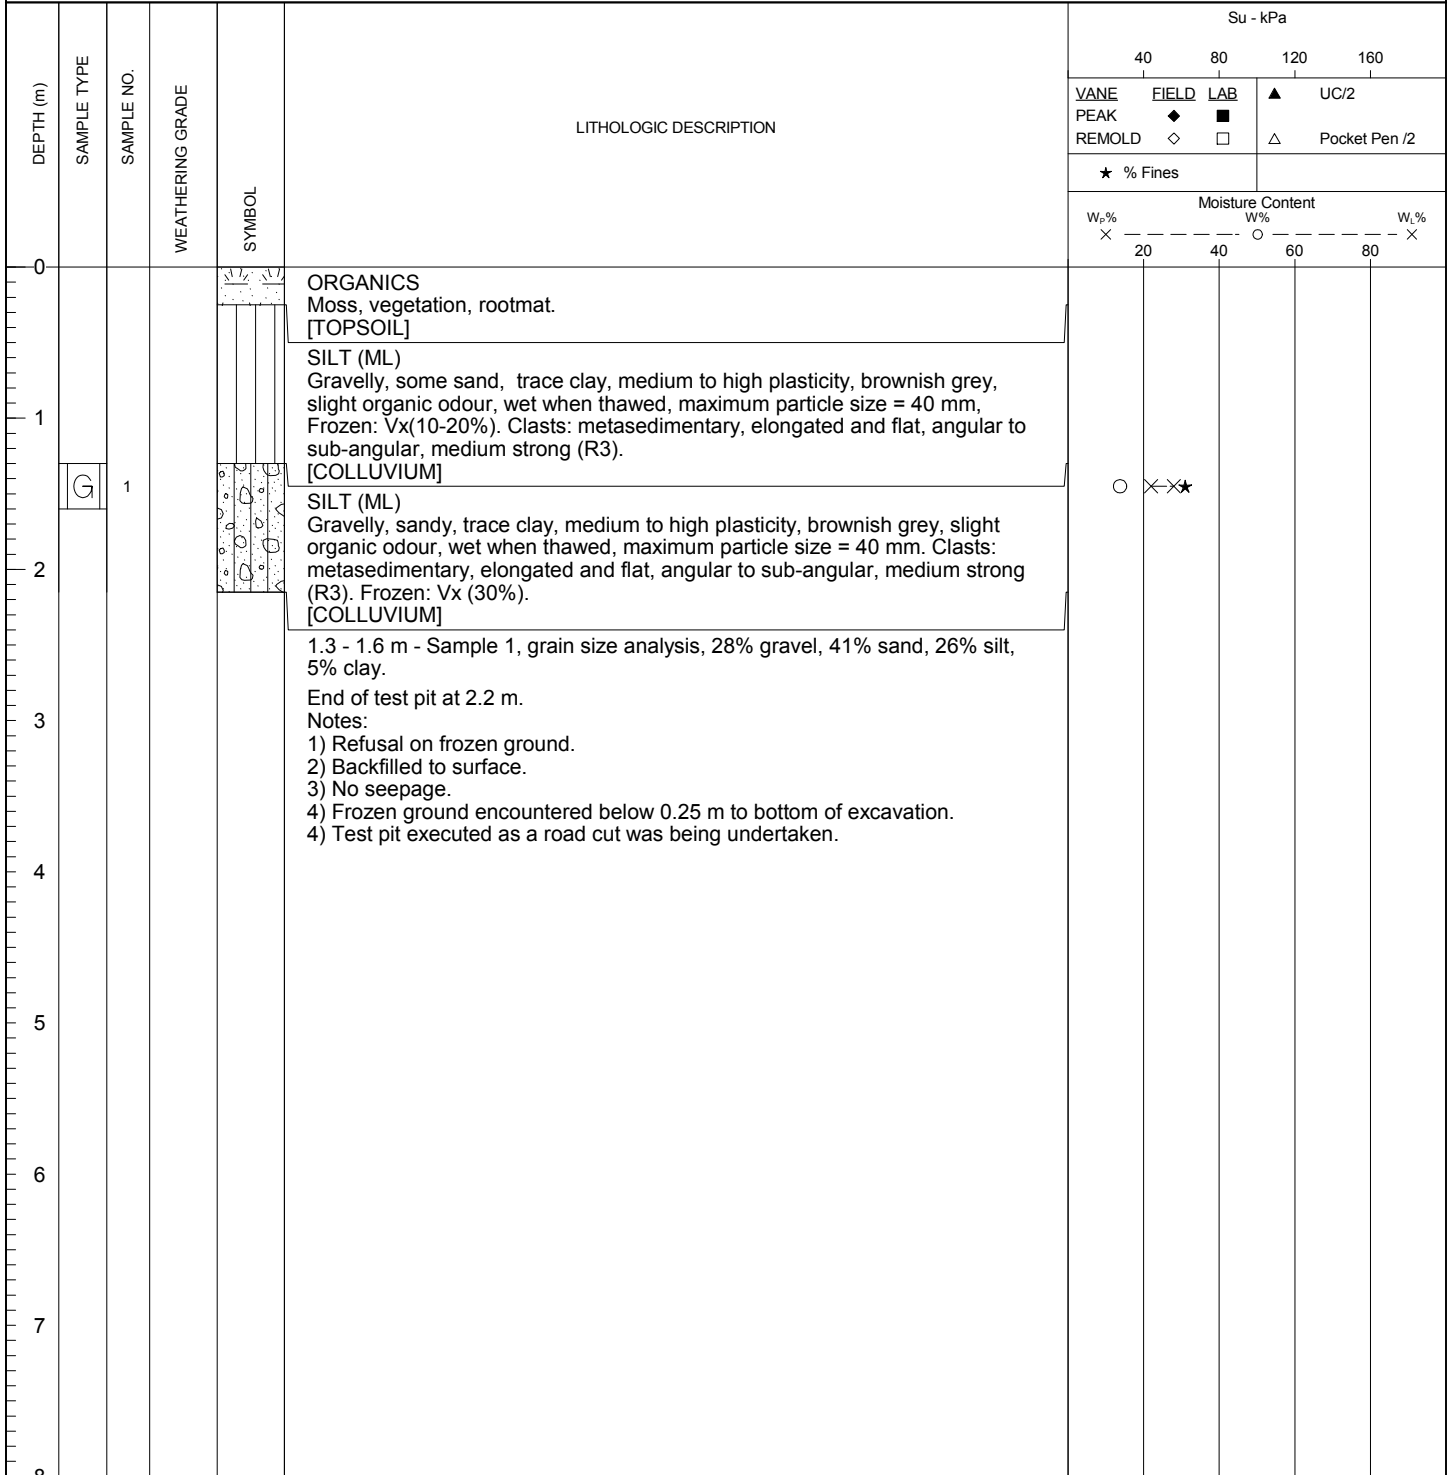 DEPTH (m)
SAMPLE TYPE
SAMPLE NO.
WEATHERING GRADE
SYMBOL
LITHOLOGIC DESCRIPTION
Su - kPa
40 80 120 160
VANE FIELD LAB ▲ UC/2
PEAK ◆ ■
REMOLD ◇ □ △ Pocket Pen /2
★ % Fines
Moisture Content
WP% W% WL%
20 40 60 80
0
ORGANICS
Moss, vegetation, rootmat.
[TOPSOIL]
SILT (ML)
Gravelly, some sand, trace clay, medium to high plasticity, brownish grey,
slight organic odour, wet when thawed, maximum particle size = 40 mm,
1
Frozen: Vx(10-20%). Clasts: metasedimentary, elongated and flat, angular to
sub-angular, medium strong (R3).
[COLLUVIUM]
G 1
SILT (ML)
Gravelly, sandy, trace clay, medium to high plasticity, brownish grey, slight
organic odour, wet when thawed, maximum particle size = 40 mm. Clasts:
2
metasedimentary, elongated and flat, angular to sub-angular, medium strong
(R3). Frozen: Vx (30%).
[COLLUVIUM]
1.3 - 1.6 m - Sample 1, grain size analysis, 28% gravel, 41% sand, 26% silt,
5% clay.
End of test pit at 2.2 m.
3
Notes:
1) Refusal on frozen ground.
2) Backfilled to surface.
3) No seepage.
4) Frozen ground encountered below 0.25 m to bottom of excavation.
4) Test pit executed as a road cut was being undertaken.
4
5
6
7
8